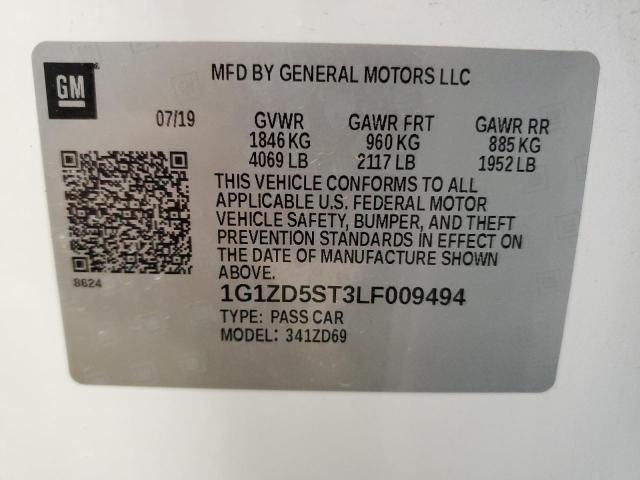 GM
MFD BY GENERAL MOTORS LLC
07/19 GVWR GAWR FRT GAWR RR
1846 KG 960 KG 885 KG
4069 LB 2117 LB 1952 LB
THIS VEHICLE CONFORMS TO ALL
APPLICABLE U.S. FEDERAL MOTOR
VEHICLE SAFETY, BUMPER, AND THEFT
PREVENTION STANDARDS IN EFFECT ON
THE DATE OF MANUFACTURE SHOWN
ABOVE.
8624
1G1ZD5ST3LF009494
TYPE: PASS CAR
MODEL: 341ZD69